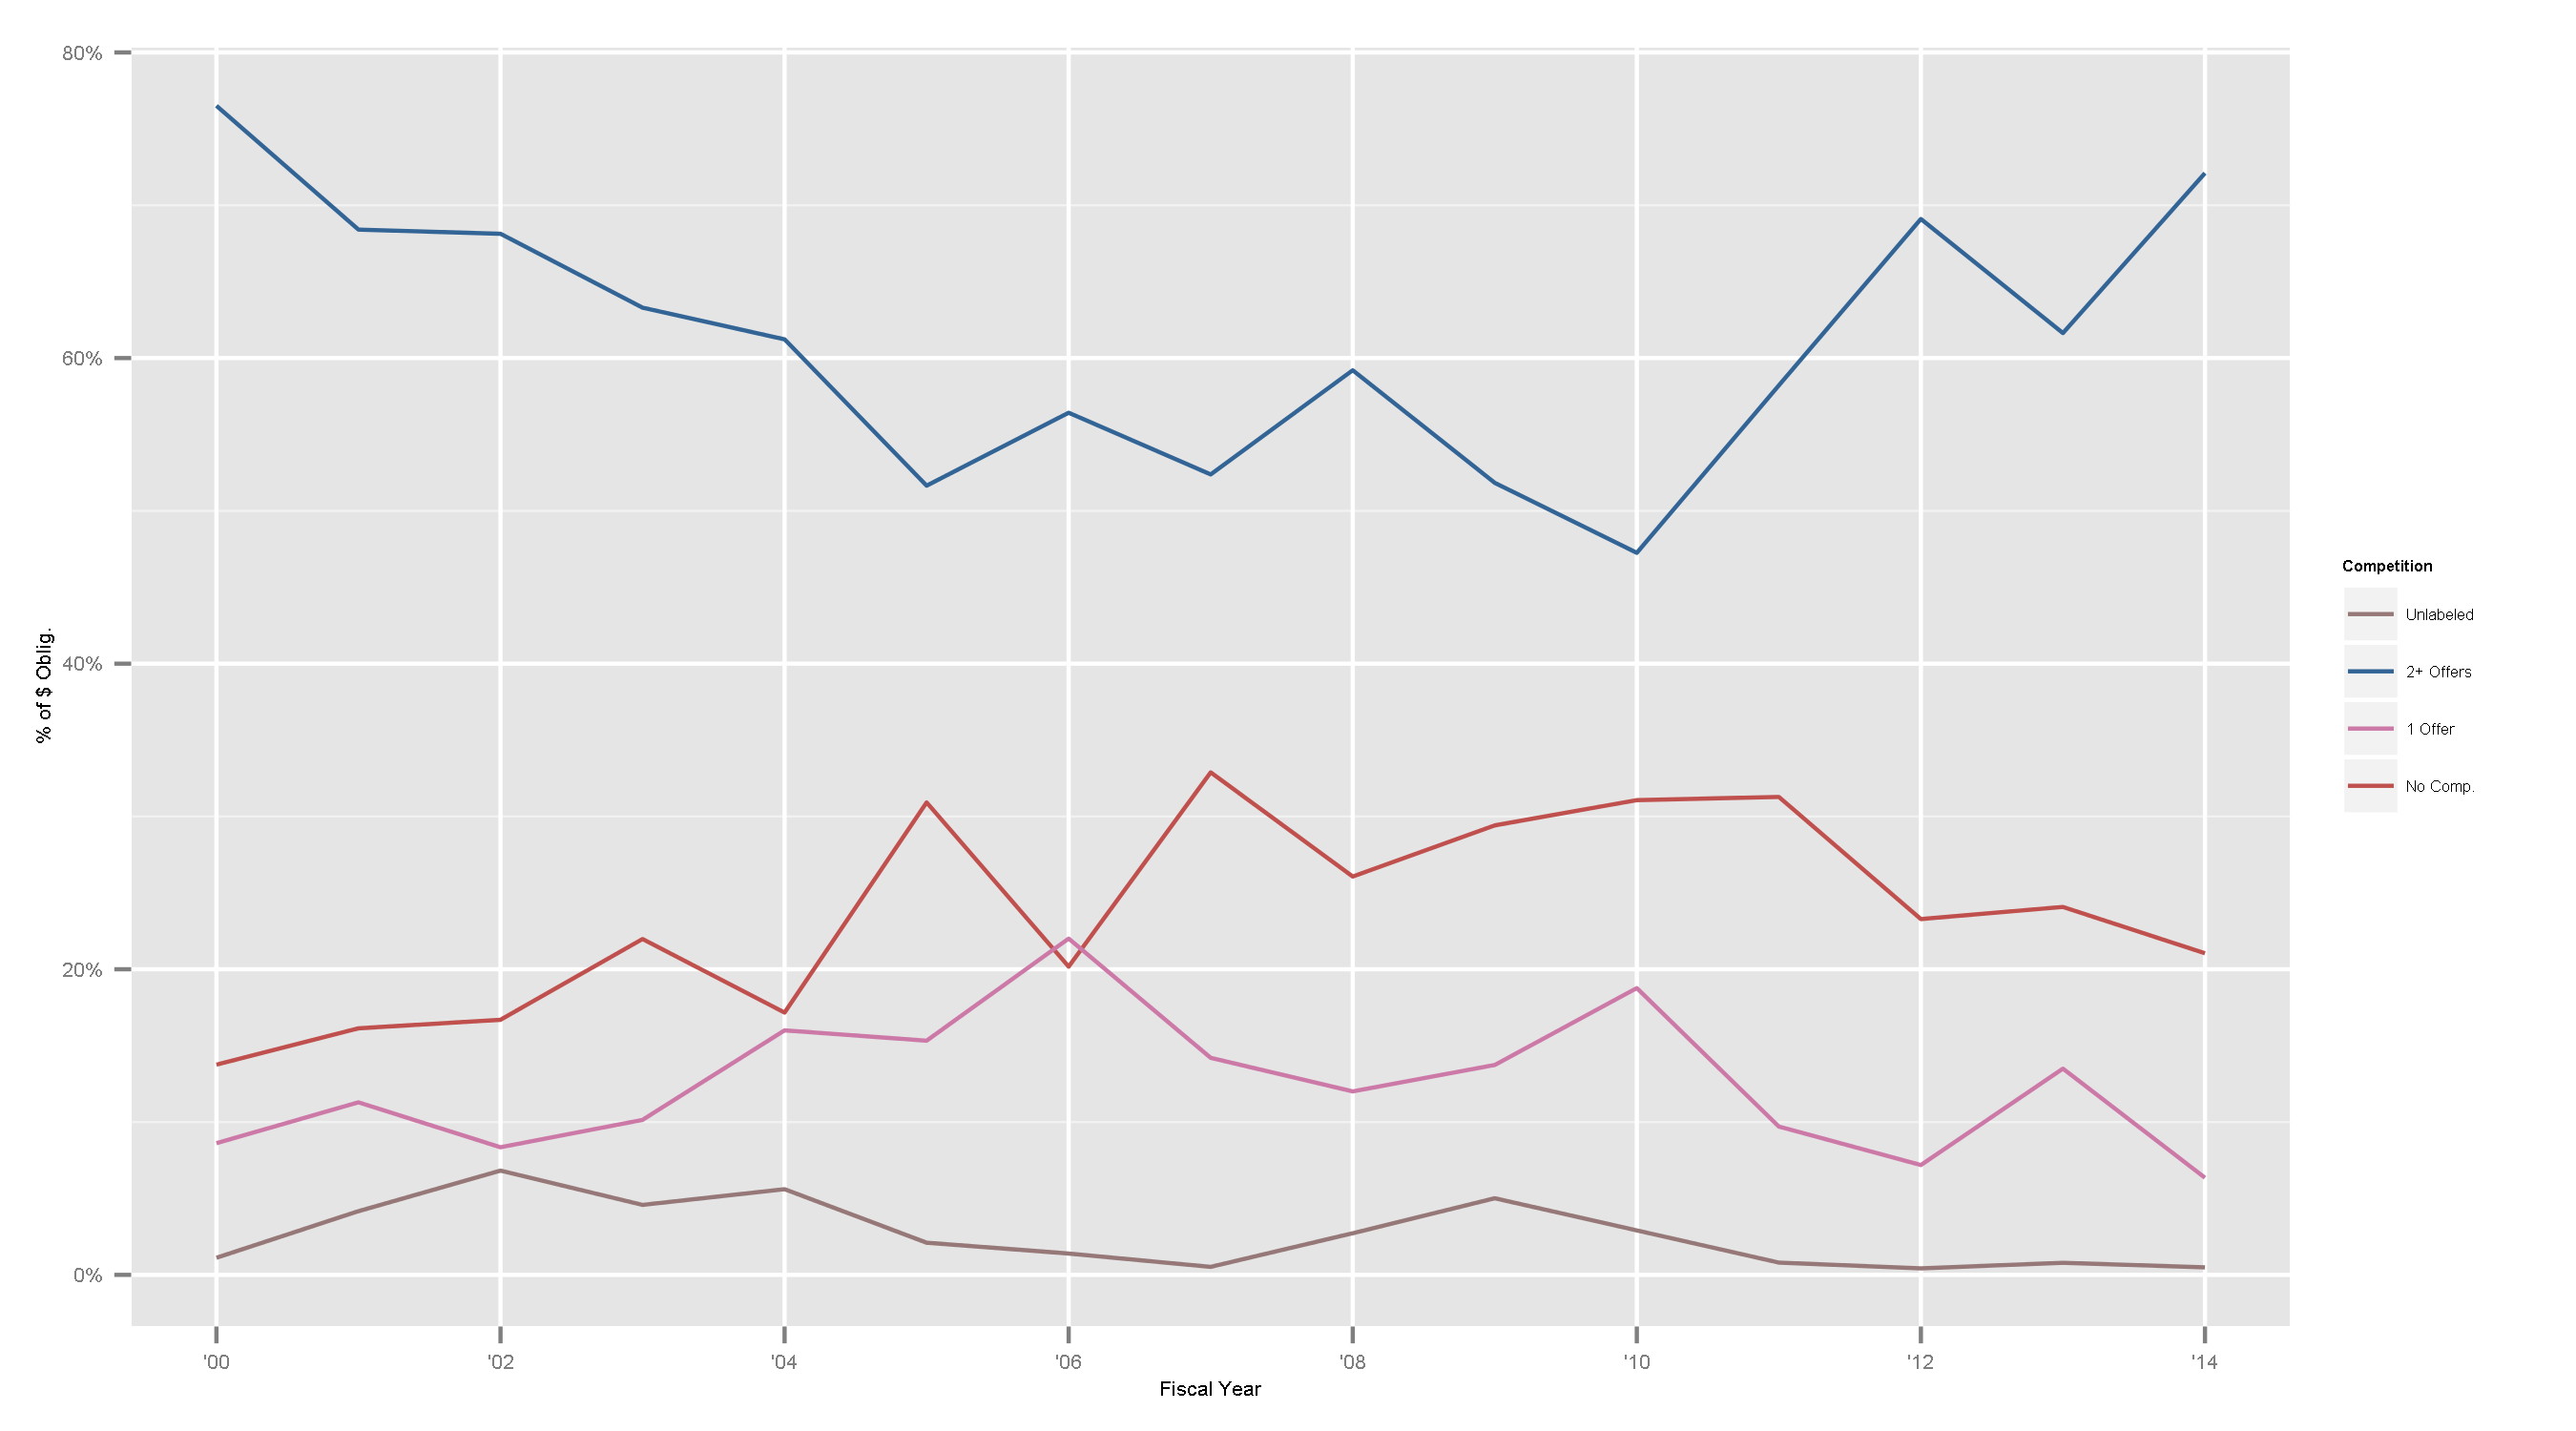 80%
60%
40%
20%
0%
% of $ Oblig.
'00
'02
'04
'06
'08
'10
'12
'14
Fiscal Year
Competition
Unlabeled
2+ Offers
1 Offer
No Comp.